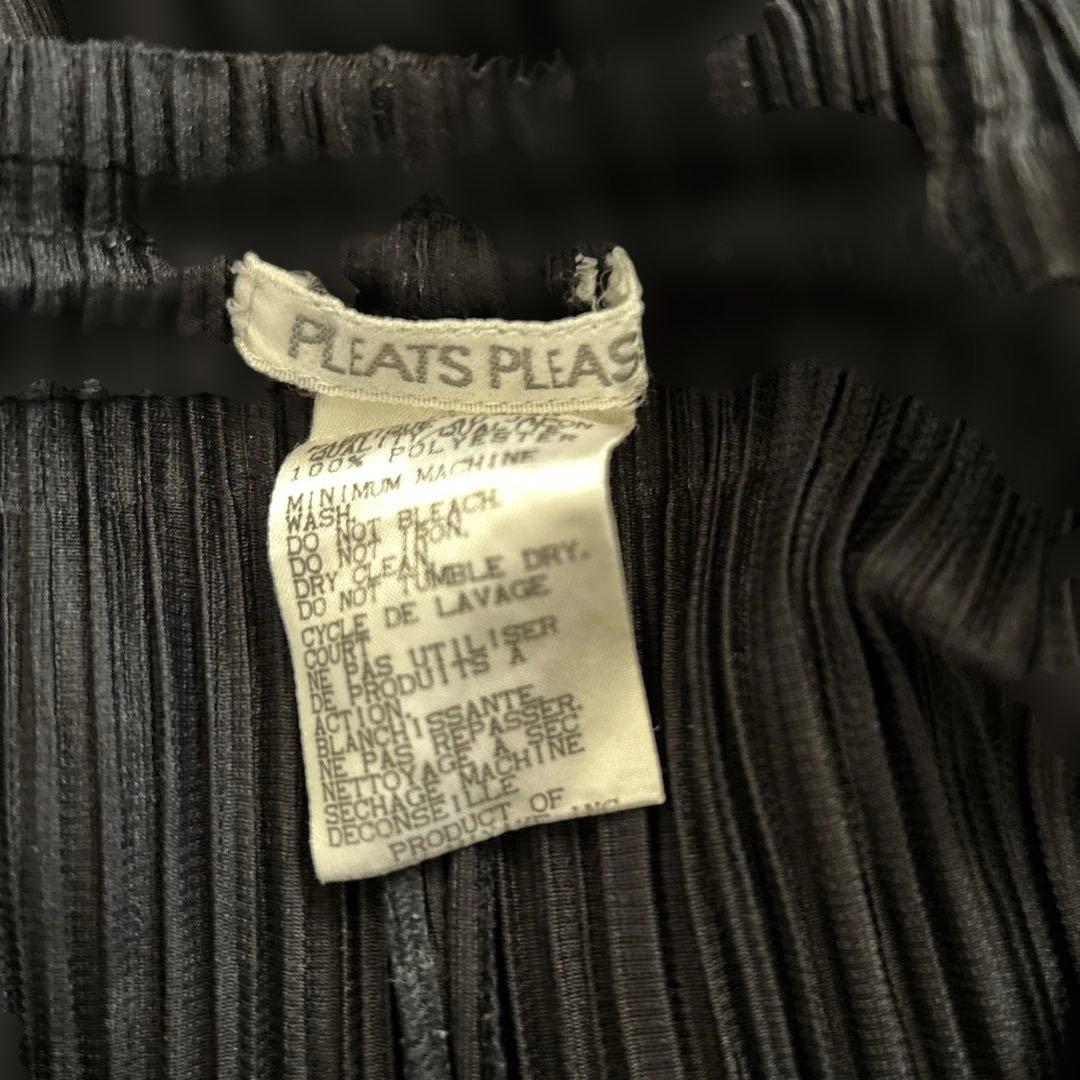 PLEATS PLEAS
100% POLYESTER
MINIMUM MACHINE
WASH.
DO NOT BLEACH.
DO NOT IRON.
DRY CLEAN.
DO NOT TUMBLE DRY.
CYCLE DE LAVAGE
COURT
NE PAS UTILISER
DE PRODUITS A
ACTION
BLANCHISSANTE.
NE PAS REPASSER.
NETTOYAGE A SEC
SECHAGE MACHINE
DECONSEILLE
PRODUCT OF
INC.